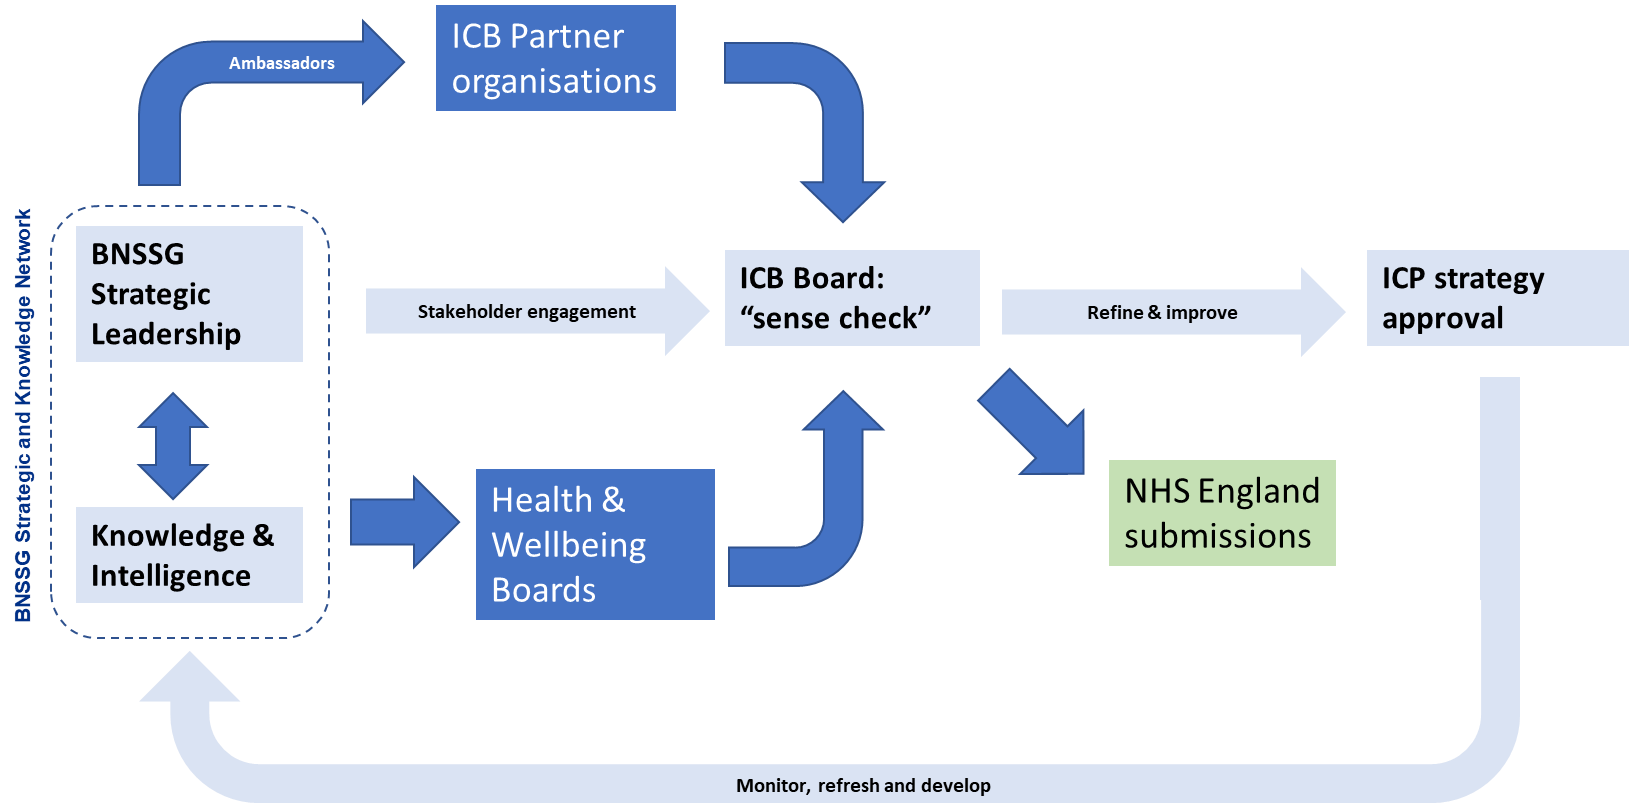 Ambassadors
ICB Partner
organisations
BNSSG Strategic and Knowledge Network
BNSSG
Strategic
Leadership
Stakeholder engagement
ICB Board:
“sense check”
Refine & improve
ICP strategy
approval
Knowledge &
Intelligence
Health &
Wellbeing
Boards
NHS England
submissions
Monitor, refresh and develop